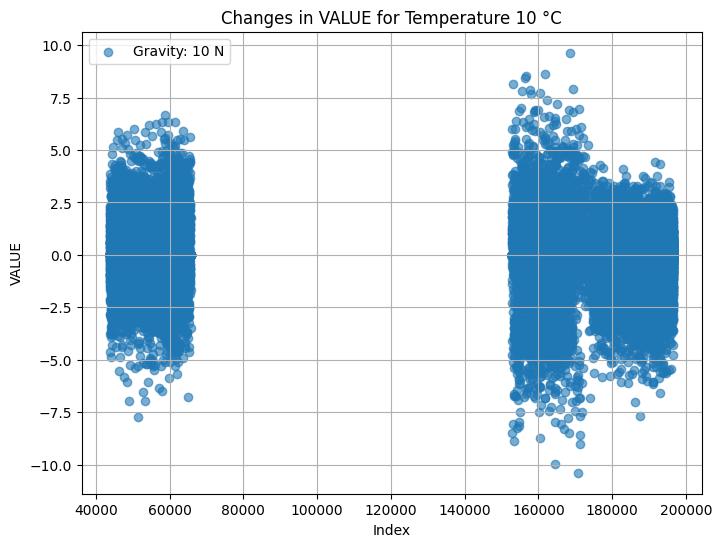 Changes in VALUE for Temperature 10 °C
Gravity: 10 N
10.0
7.5
5.0
2.5
0.0
−2.5
−5.0
−7.5
−10.0
VALUE
40000 60000 80000 100000 120000 140000 160000 180000 200000
Index